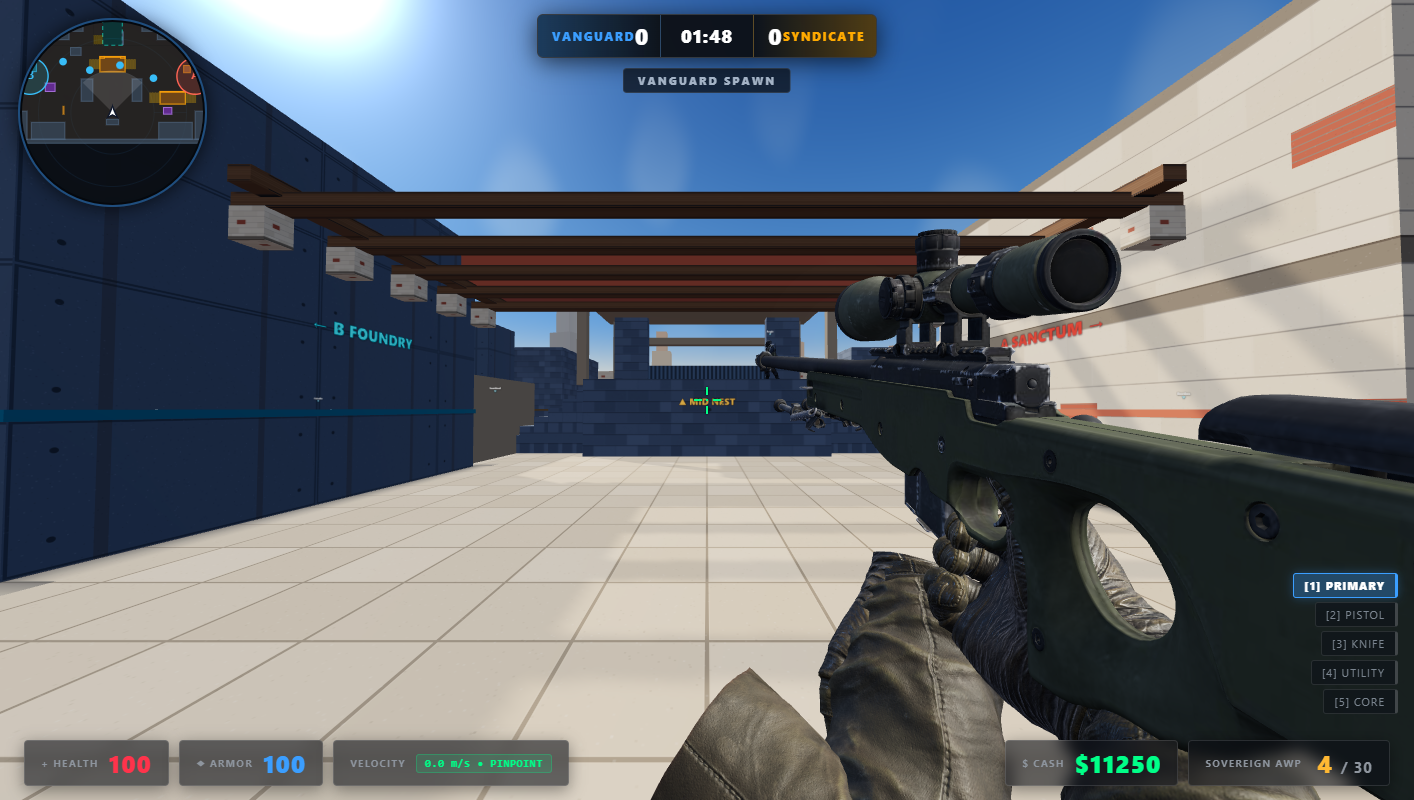 VANGUARD 0 01:48 0 SYNDICATE
VANGUARD SPAWN
B
A
← B FOUNDRY
A SANCTUM →
▲ MID NEST
[1] PRIMARY
[2] PISTOL
[3] KNIFE
[4] UTILITY
[5] CORE
+ HEALTH 100
◆ ARMOR 100
VELOCITY 0.0 m/s • PINPOINT
$ CASH $11250
SOVEREIGN AWP 4 / 30